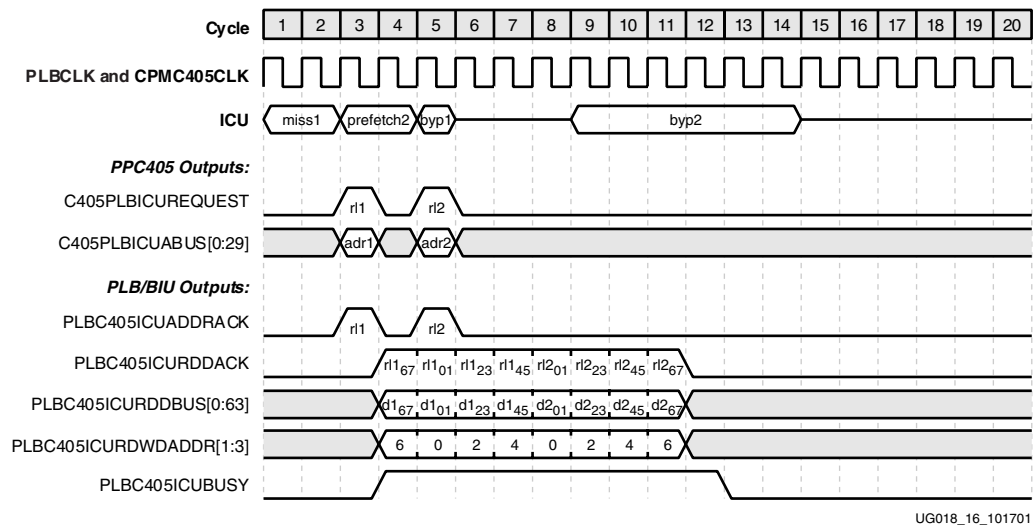 Cycle 1 2 3 4 5 6 7 8 9 10 11 12 13 14 15 16 17 18 19 20
PLBCLK and CPMC405CLK
ICU miss1 prefetch2 byp1 byp2
PPC405 Outputs:
C405PLBICUREQUEST rl1 rl2
C405PLBICUABUS[0:29] adr1 adr2
PLB/BIU Outputs:
PLBC405ICUADDRACK rl1 rl2
PLBC405ICURDDACK rl167 rl101 rl123 rl145 rl201 rl223 rl245 rl267
PLBC405ICURDDBUS[0:63] d167 d101 d123 d145 d201 d223 d245 d267
PLBC405ICURDWDADDR[1:3] 6 0 2 4 0 2 4 6
PLBC405ICUBUSY
UG018_16_101701